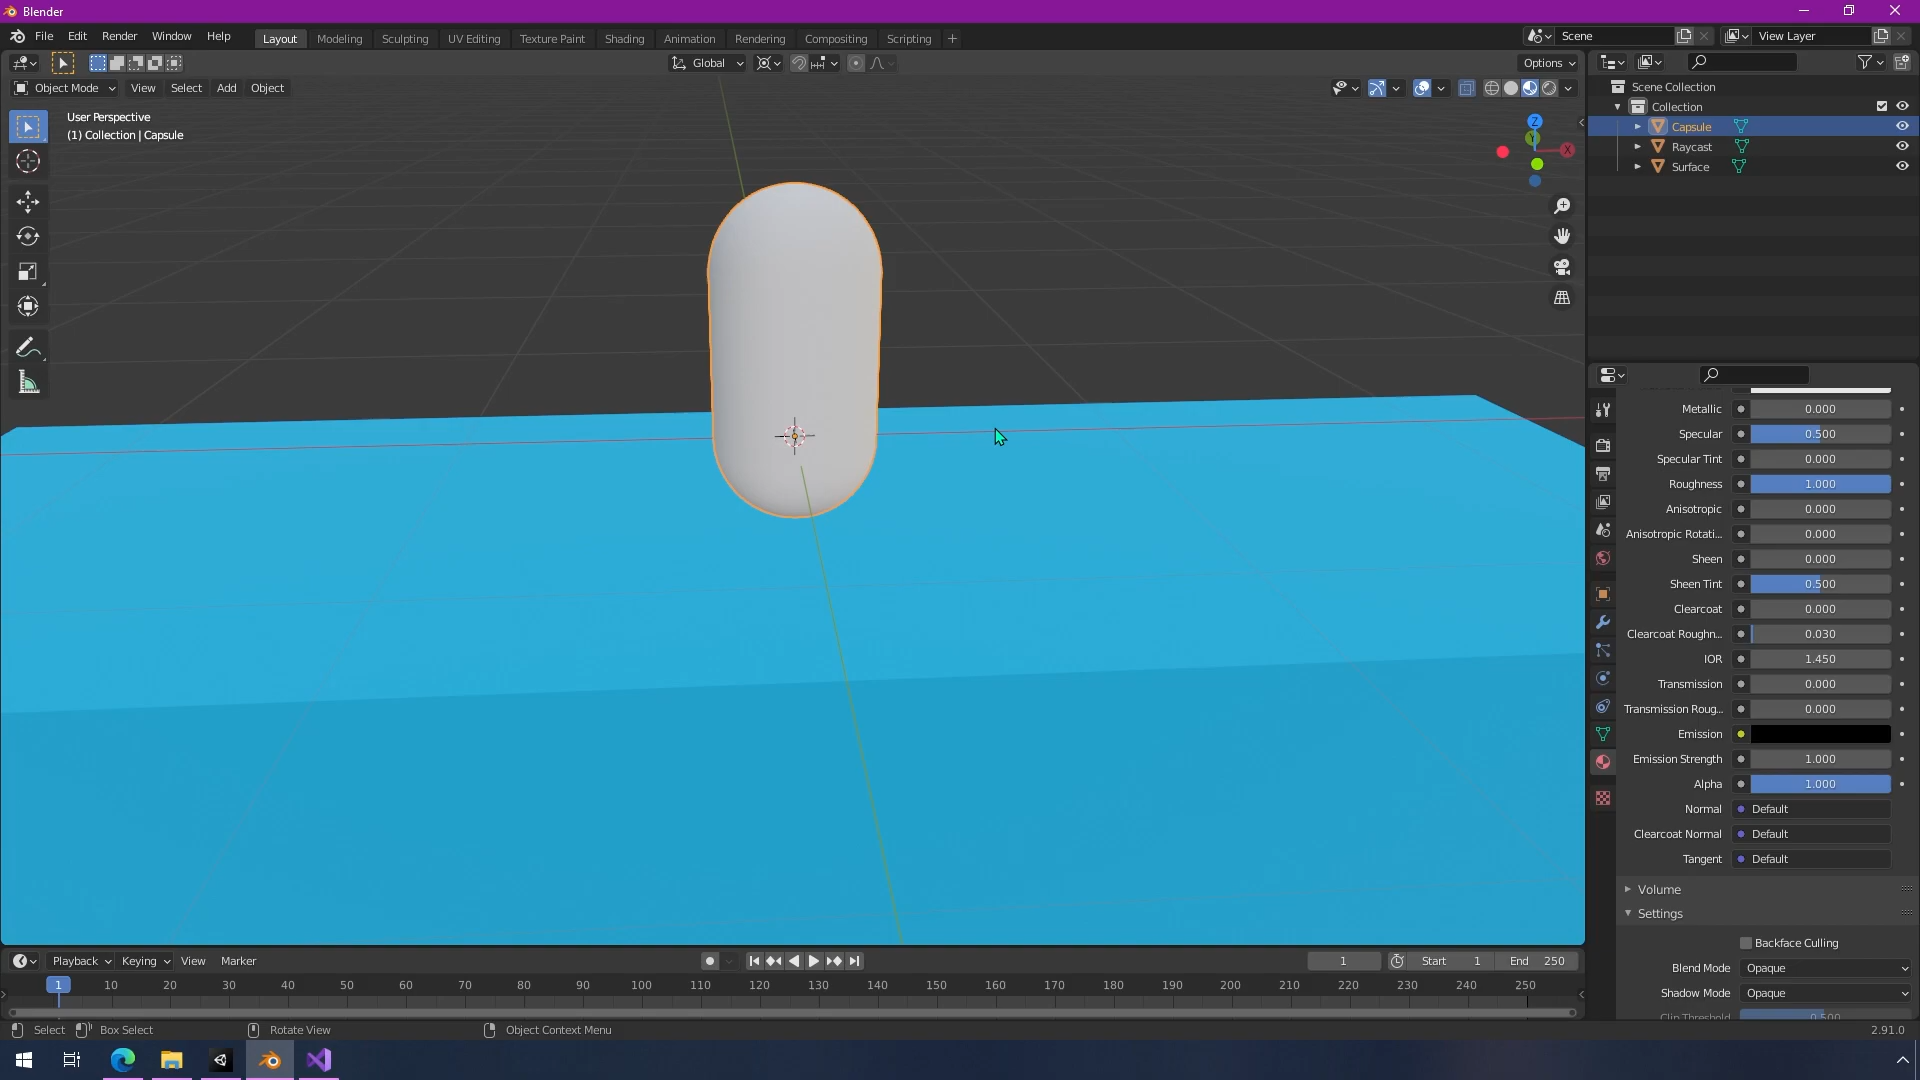 Blender
File Edit Render Window Help
Layout Modeling Sculpting UV Editing Texture Paint Shading Animation Rendering Compositing Scripting +
Scene
View Layer
Global
Options
Object Mode View Select Add Object
User Perspective
(1) Collection | Capsule
Z
Y
X
Scene Collection
Collection
Capsule
Raycast
Surface
Metallic 0.000
Specular 0.500
Specular Tint 0.000
Roughness 1.000
Anisotropic 0.000
Anisotropic Rotati... 0.000
Sheen 0.000
Sheen Tint 0.500
Clearcoat 0.000
Clearcoat Roughn... 0.030
IOR 1.450
Transmission 0.000
Transmission Roug... 0.000
Emission
Emission Strength 1.000
Alpha 1.000
Normal Default
Clearcoat Normal Default
Tangent Default
Volume
Settings
Backface Culling
Blend Mode Opaque
Shadow Mode Opaque
Clip Threshold 0.500
Playback Keying View Marker
1 Start 1 End 250
1 10 20 30 40 50 60 70 80 90 100 110 120 130 140 150 160 170 180 190 200 210 220 230 240 250
Select Box Select Rotate View Object Context Menu 2.91.0